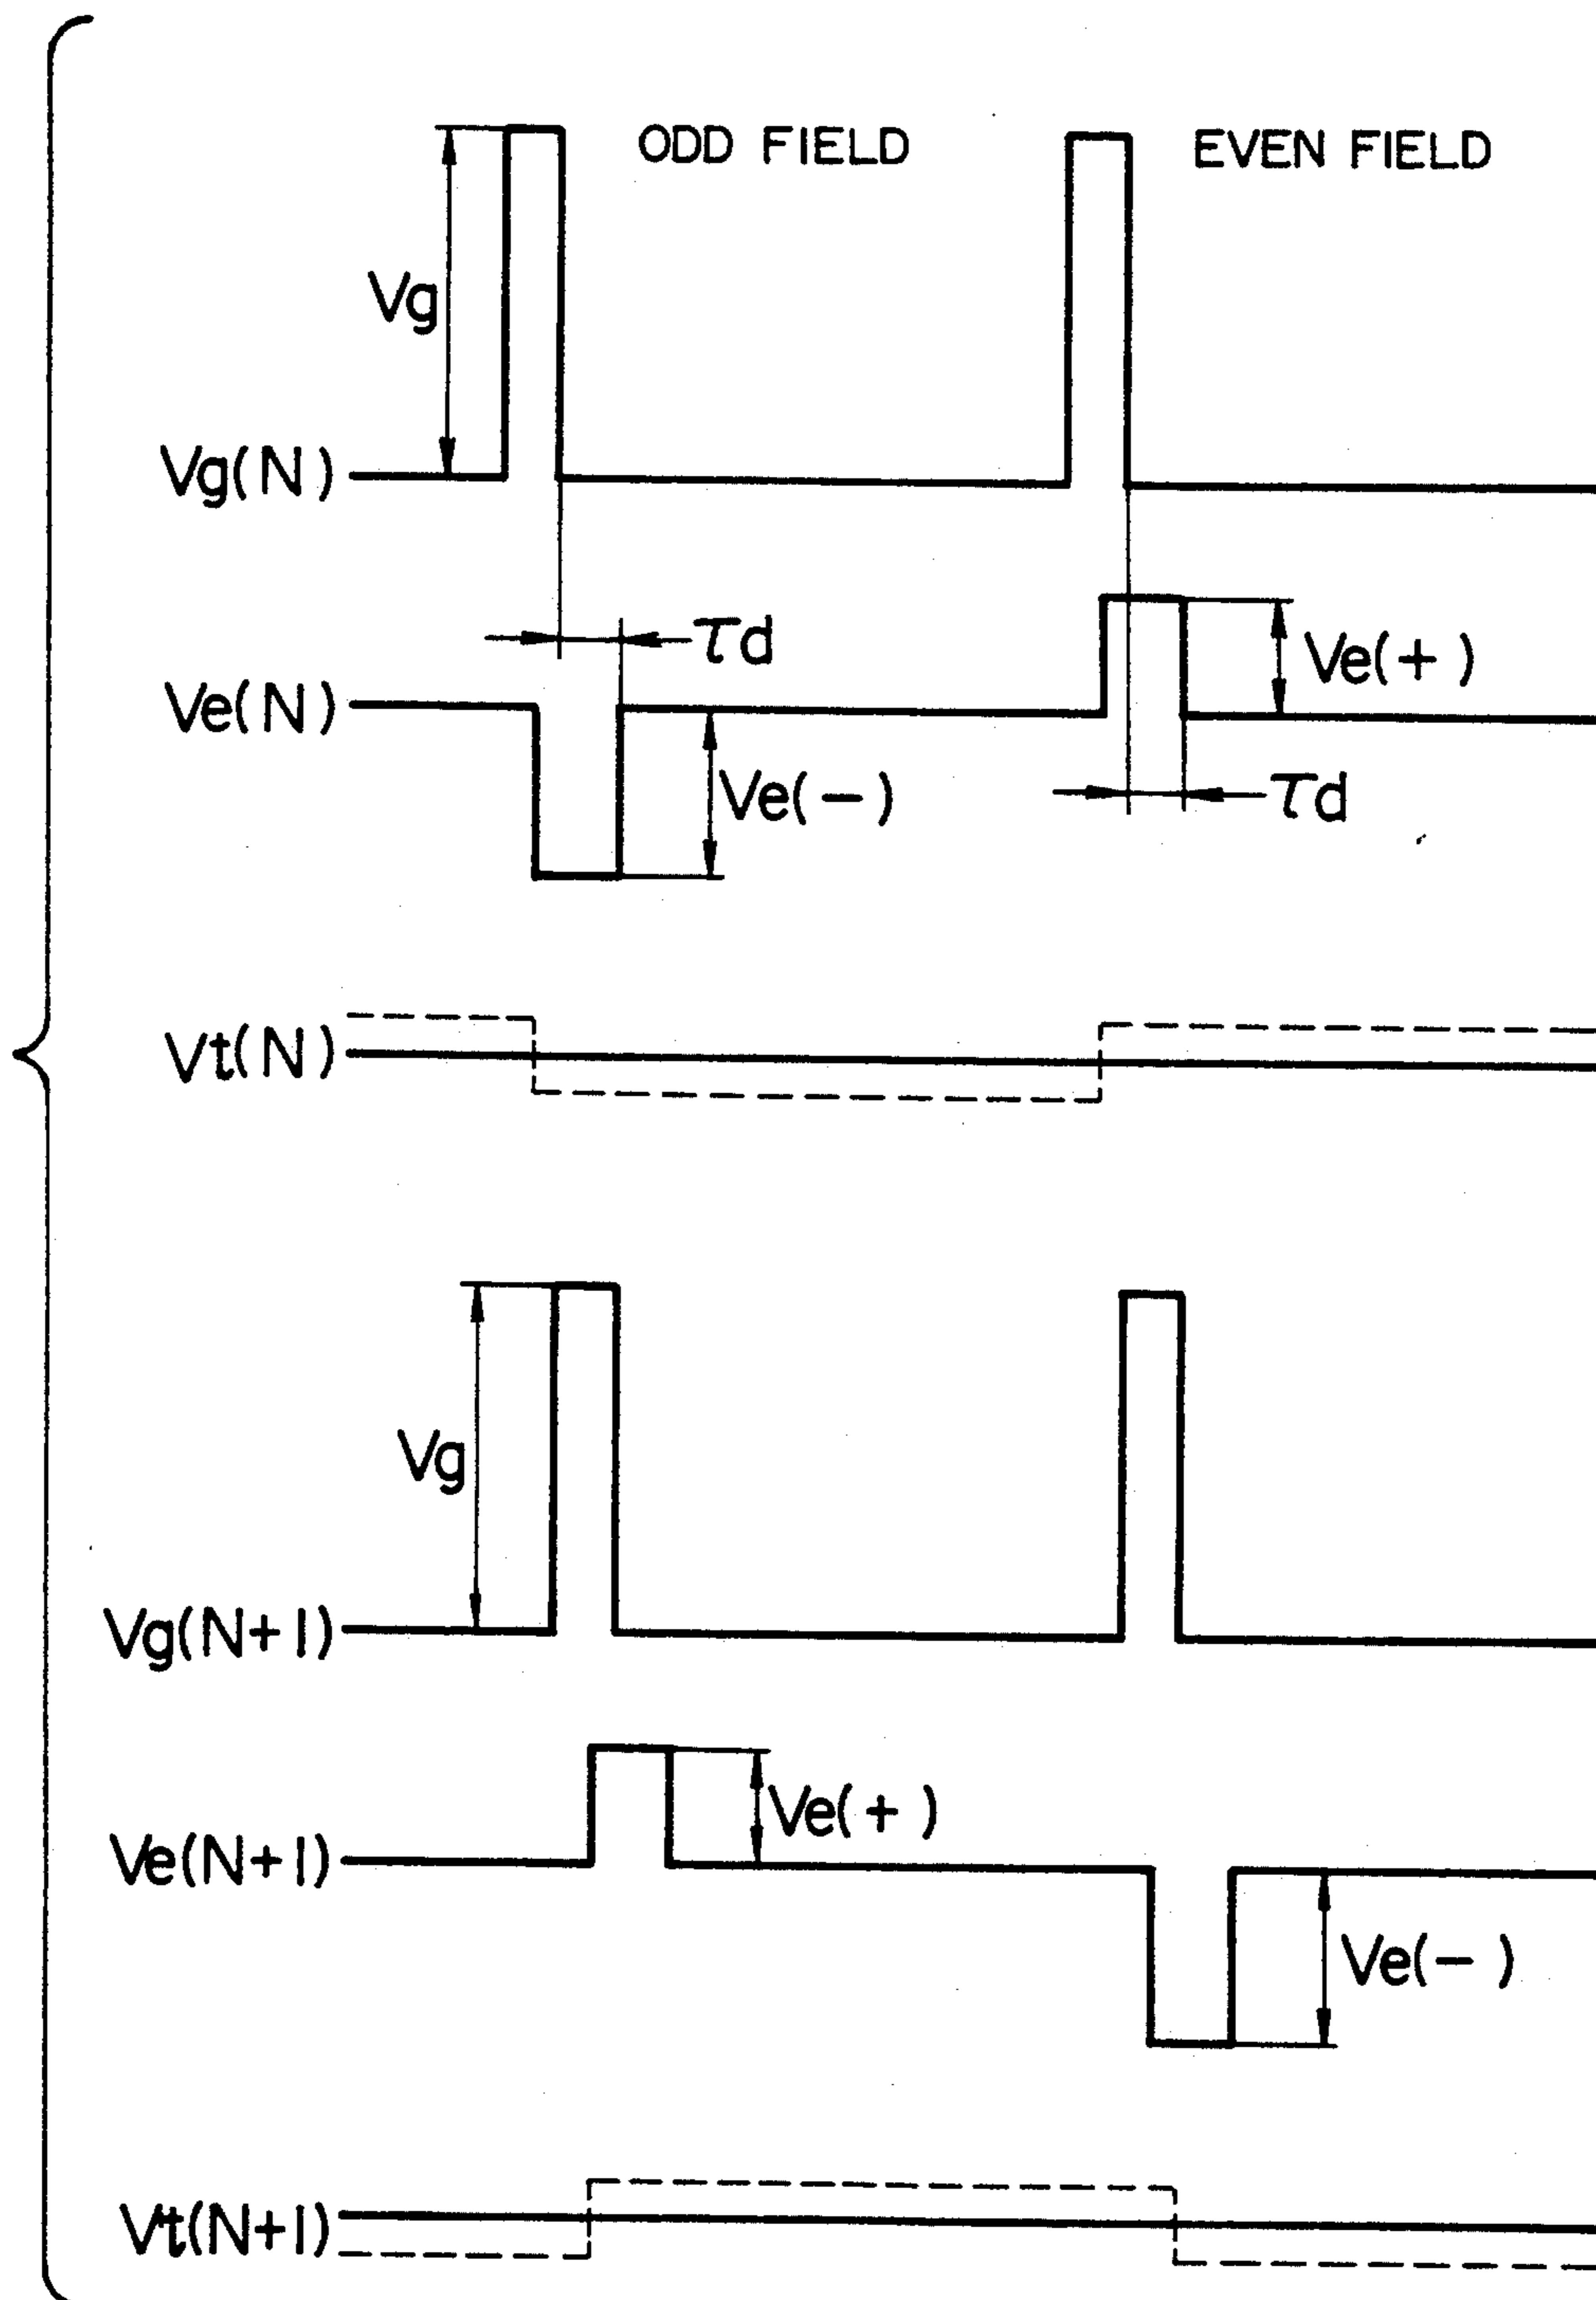 ODD FIELD
EVEN FIELD
Vg
Vg(N)
τd
Ve(+)
Ve(N)
Ve(-)
τd
Vt(N)
Vg
Vg(N+1)
Ve(+)
Ve(N+1)
Ve(-)
Vt(N+1)